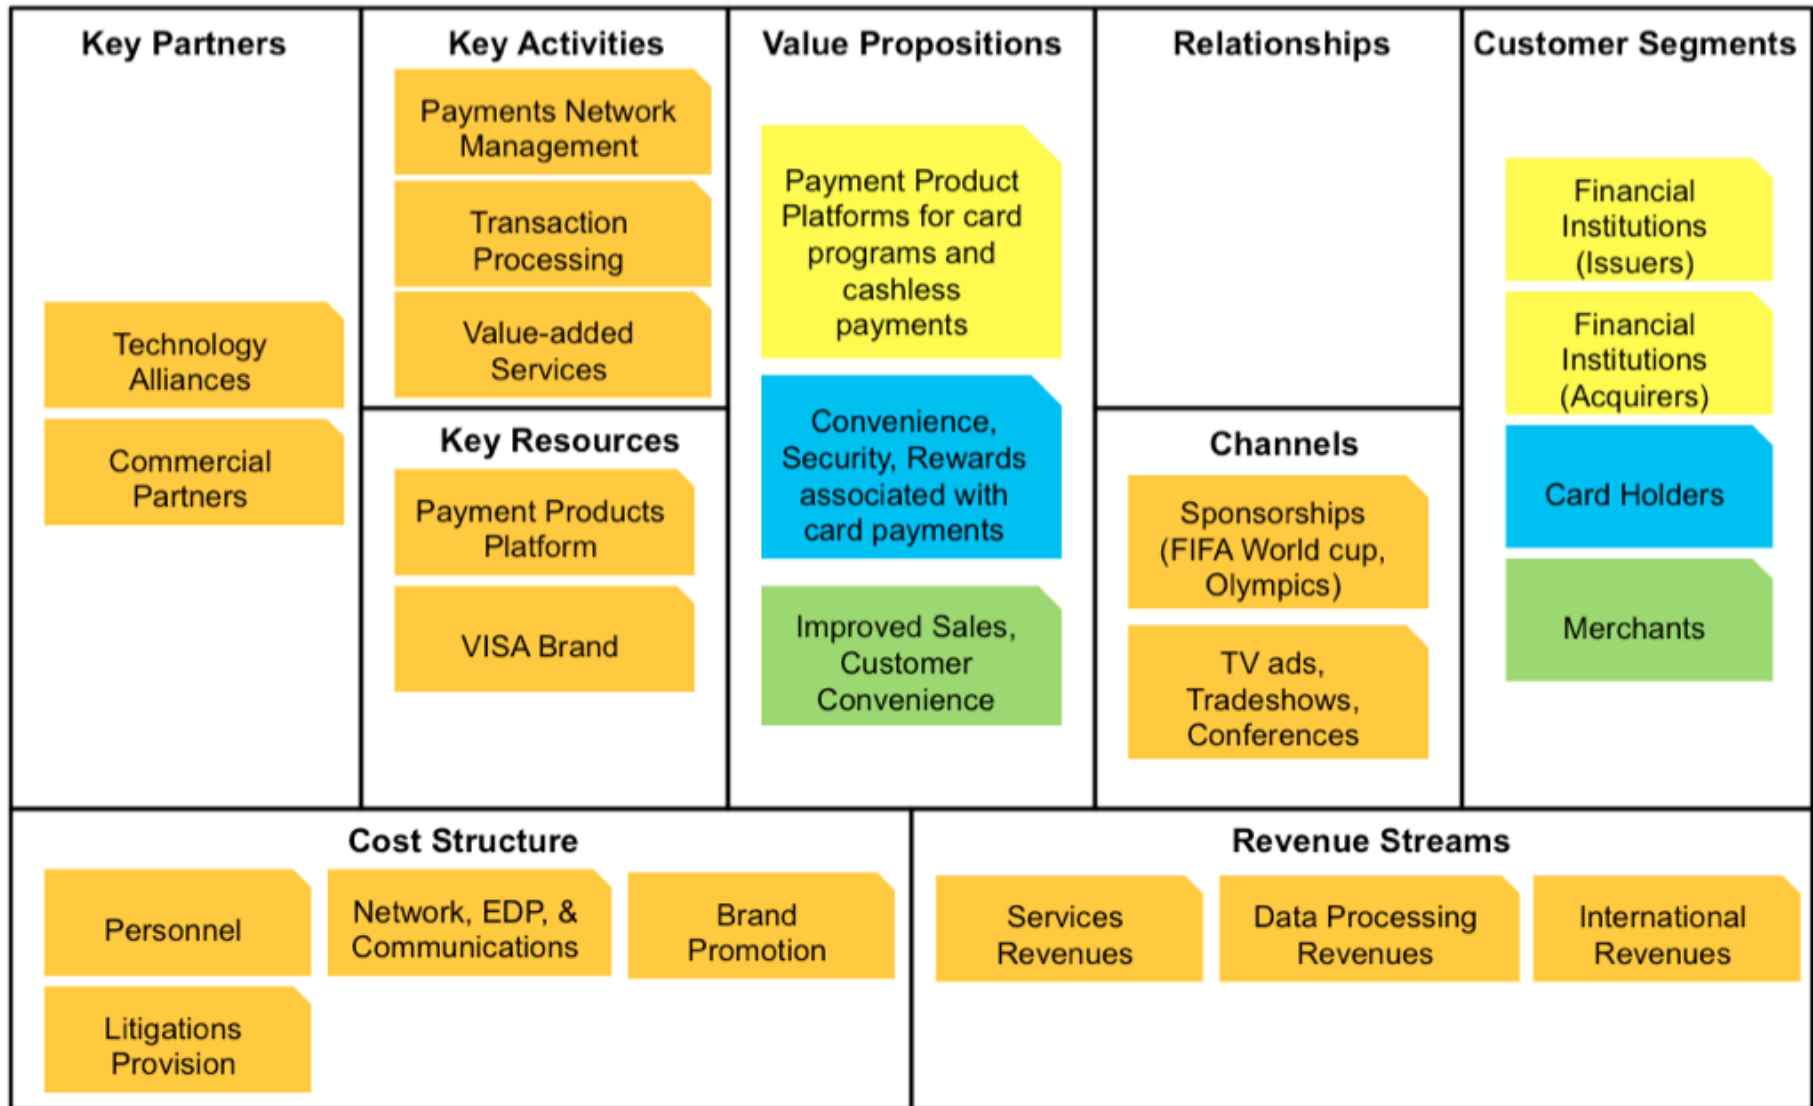 Key Partners
Technology
Alliances
Commercial
Partners
Key Activities
Payments Network
Management
Transaction
Processing
Value-added
Services
Key Resources
Payment Products
Platform
VISA Brand
Value Propositions
Payment Product
Platforms for card
programs and
cashless
payments
Convenience,
Security, Rewards
associated with
card payments
Improved Sales,
Customer
Convenience
Relationships
Channels
Sponsorships
(FIFA World cup,
Olympics)
TV ads,
Tradeshows,
Conferences
Customer Segments
Financial
Institutions
(Issuers)
Financial
Institutions
(Acquirers)
Card Holders
Merchants
Cost Structure
Personnel
Network, EDP, &
Communications
Brand
Promotion
Litigations
Provision
Revenue Streams
Services
Revenues
Data Processing
Revenues
International
Revenues